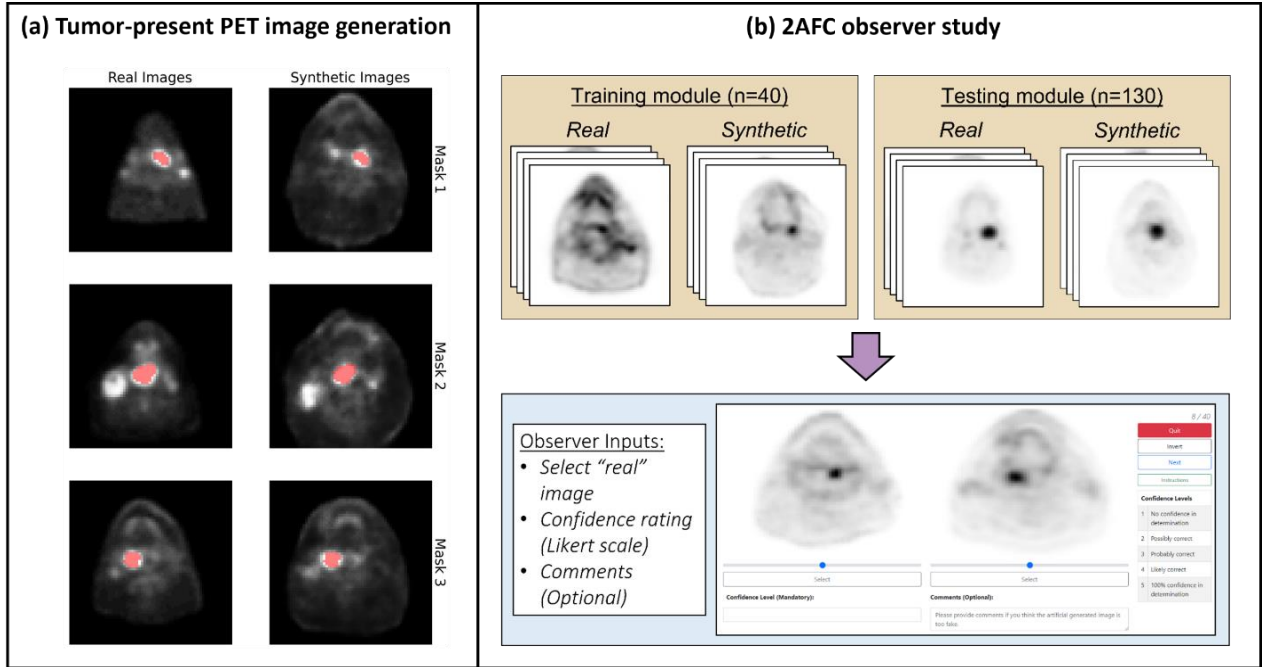 (a) Tumor-present PET image generation
Real Images
Synthetic Images
Mask 1
Mask 2
Mask 3
(b) 2AFC observer study
Training module (n=40)
Real
Synthetic
Testing module (n=130)
Real
Synthetic
Observer Inputs:
• Select “real”
image
• Confidence rating
(Likert scale)
• Comments
(Optional)
Select
Select
Confidence Level (Mandatory):
Comments (Optional):
Please provide comments if you think the artificial generated image is
too fake.
8 / 40
Quit
Invert
Next
Instructions
Confidence Levels
1 No confidence in
determination
2 Possibly correct
3 Probably correct
4 Likely correct
5 100% confidence in
determination